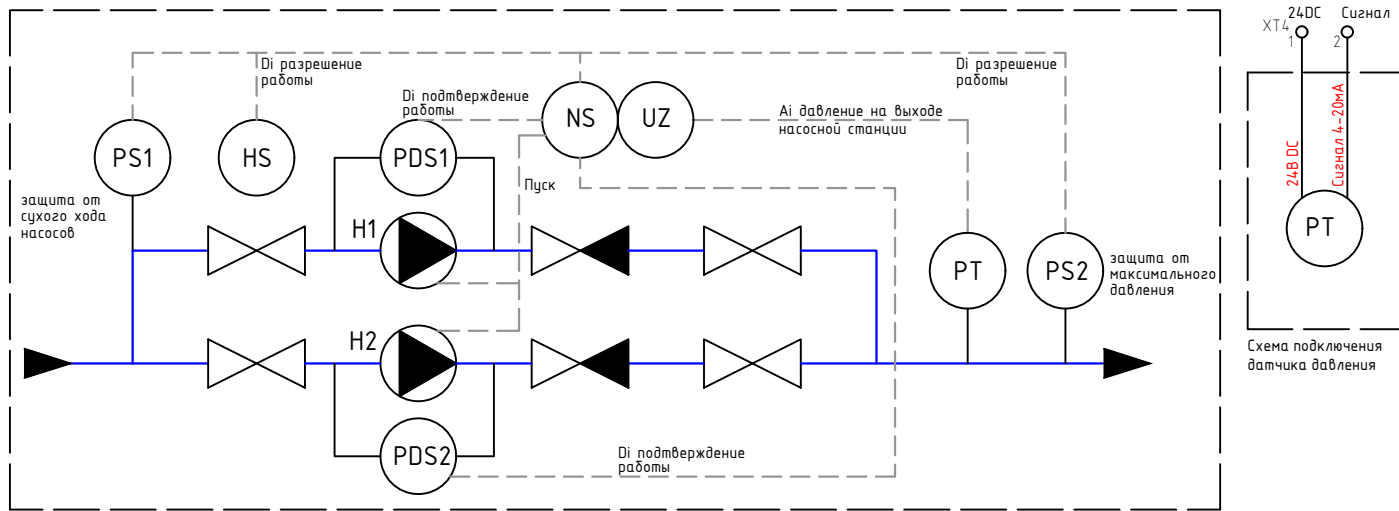 24DC Сигнал
XT4
1 2
Di разрешение
работы
Di разрешение
работы
Di подтверждение
работы
NS
UZ
Ai давление на выходе
насосной станции
PS1
HS
PDS1
24В DC
Сигнал 4-20мА
Пуск
защита от
сухого хода
насосов
H1
PT
PT
PS2
защита от
максимального
давления
H2
Схема подключения
датчика давления
PDS2
Di подтверждение
работы